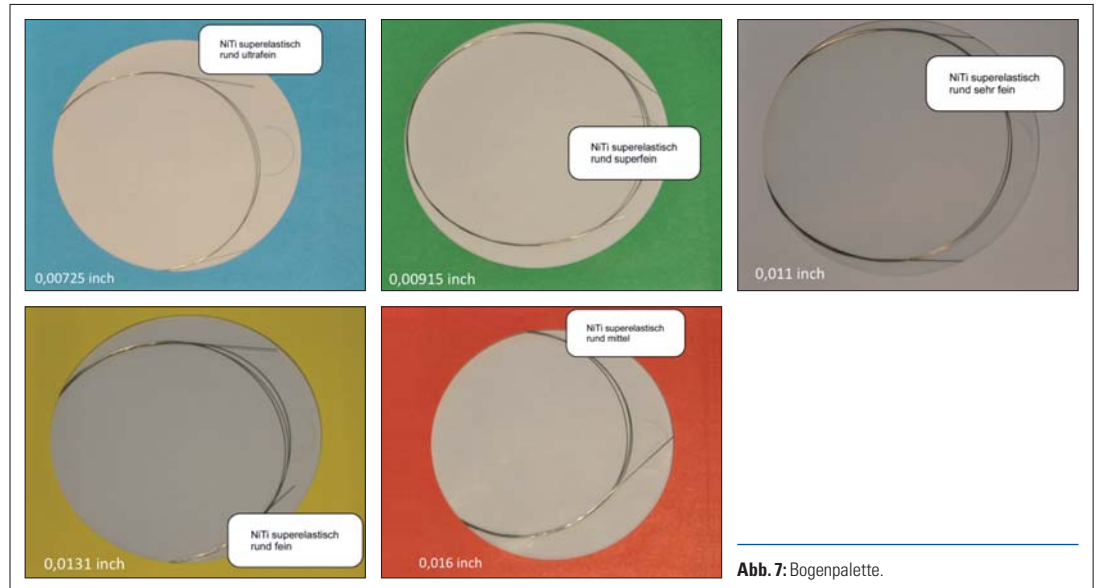 NiTi superelastisch
rund ultrafein
0,00725 inch
NiTi superelastisch
rund superfein
0,00915 inch
NiTi superelastisch
rund sehr fein
0,011 inch
NiTi superelastisch
rund fein
0,0131 inch
NiTi superelastisch
rund mittel
0,016 inch
Abb. 7: Bogenpalette.